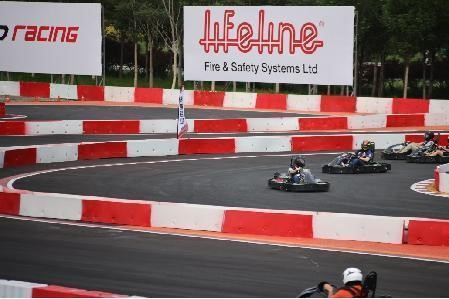 RACING
lifeline
Fire & Safety Systems Ltd